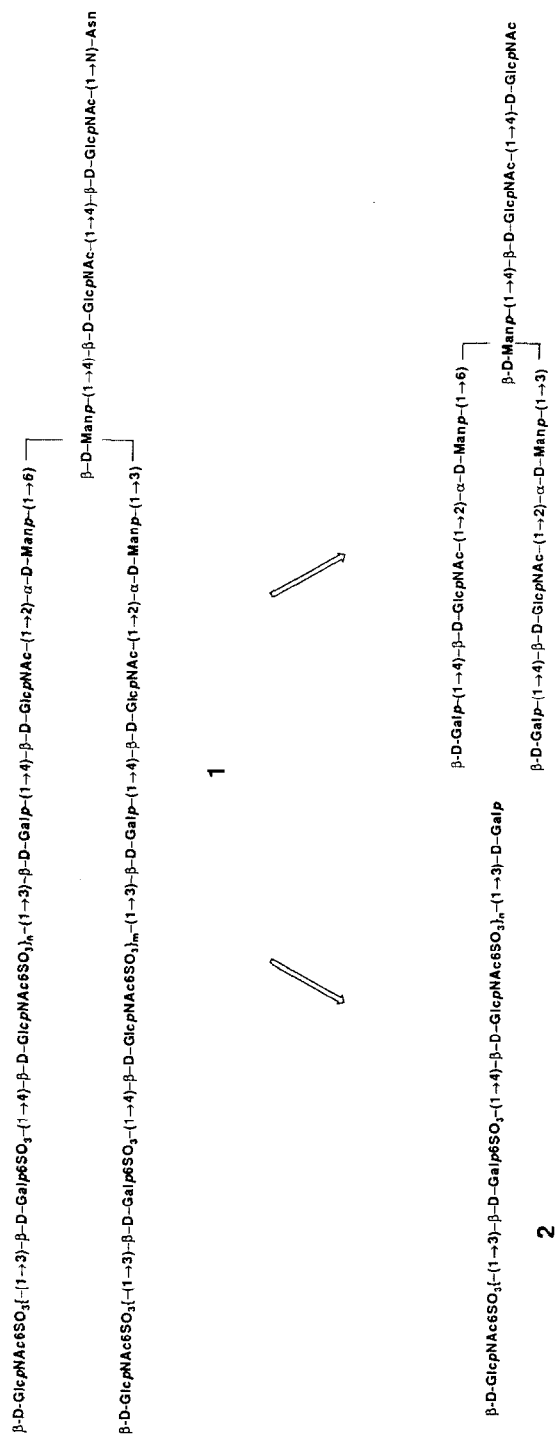 β-D-GlcpNAc6SO₃{-(1→3)-β-D-Galp6SO₃-(1→4)-β-D-GlcpNAc6SO₃}ₙ-(1→3)-β-D-Galp-(1→4)-β-D-GlcpNAc-(1→2)-α-D-Manp-(1→6)
β-D-Manp-(1→4)-β-D-GlcpNAc-(1→4)-β-D-GlcpNAc-(1→N)-Asn
β-D-GlcpNAc6SO₃{-(1→3)-β-D-Galp6SO₃-(1→4)-β-D-GlcpNAc6SO₃}ₘ-(1→3)-β-D-Galp-(1→4)-β-D-GlcpNAc-(1→2)-α-D-Manp-(1→3)
1
β-D-GlcpNAc6SO₃{-(1→3)-β-D-Galp6SO₃-(1→4)-β-D-GlcpNAc6SO₃}ₙ-(1→3)-D-Galp
2
β-D-Galp-(1→4)-β-D-GlcpNAc-(1→2)-α-D-Manp-(1→6)
β-D-Manp-(1→4)-β-D-GlcpNAc-(1→4)-D-GlcpNAc
β-D-Galp-(1→4)-β-D-GlcpNAc-(1→2)-α-D-Manp-(1→3)